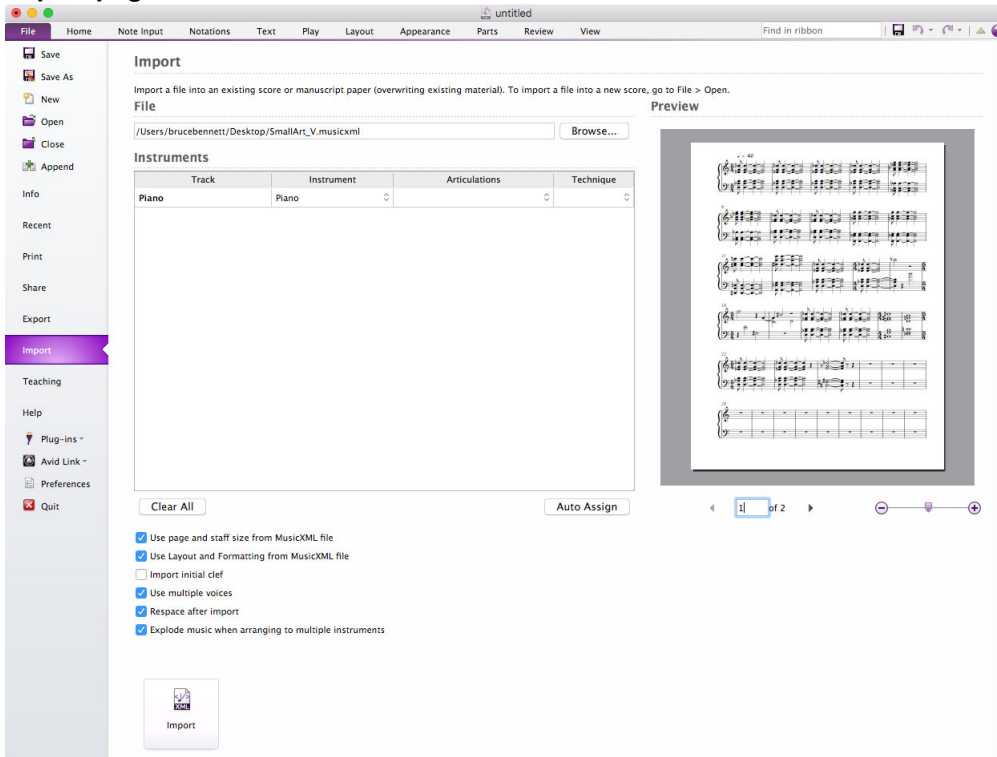 untitled
File Home Note Input Notations Text Play Layout Appearance Parts Review View Find in ribbon
Save
Save As
New
Open
Close
Append
Info
Recent
Print
Share
Export
Import
Teaching
Help
Plug-ins
Avid Link
Preferences
Quit
Import
Import a file into an existing score or manuscript paper (overwriting existing material). To import a file into a new score, go to File > Open.
File
/Users/brucebennett/Desktop/SmallArt_V.musicxml Browse...
Instruments
Track Instrument Articulations Technique
Piano Piano
Clear All Auto Assign
Use page and staff size from MusicXML file
Use Layout and Formatting from MusicXML file
Import initial clef
Use multiple voices
Respace after import
Explode music when arranging to multiple instruments
XML
Import
Preview
1 of 2